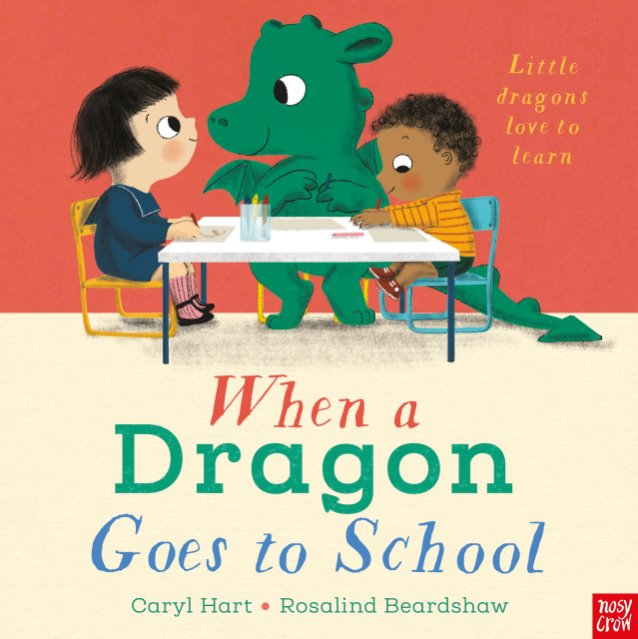 Little
dragons
love to
learn
When a
Dragon
Goes to School
Caryl Hart • Rosalind Beardshaw
nosy
crow